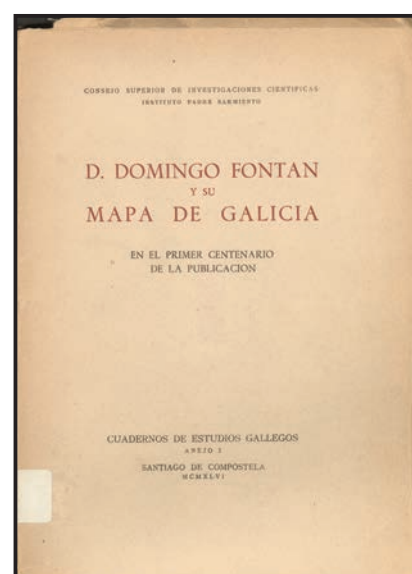 CONSEJO SUPERIOR DE INVESTIGACIONES CIENTIFICAS
INSTITUTO PADRE SARMIENTO
D. DOMINGO FONTAN
Y SU
MAPA DE GALICIA
EN EL PRIMER CENTENARIO
DE LA PUBLICACION
CUADERNOS DE ESTUDIOS GALLEGOS
ANEJO I
SANTIAGO DE COMPOSTELA
MCMXLVI